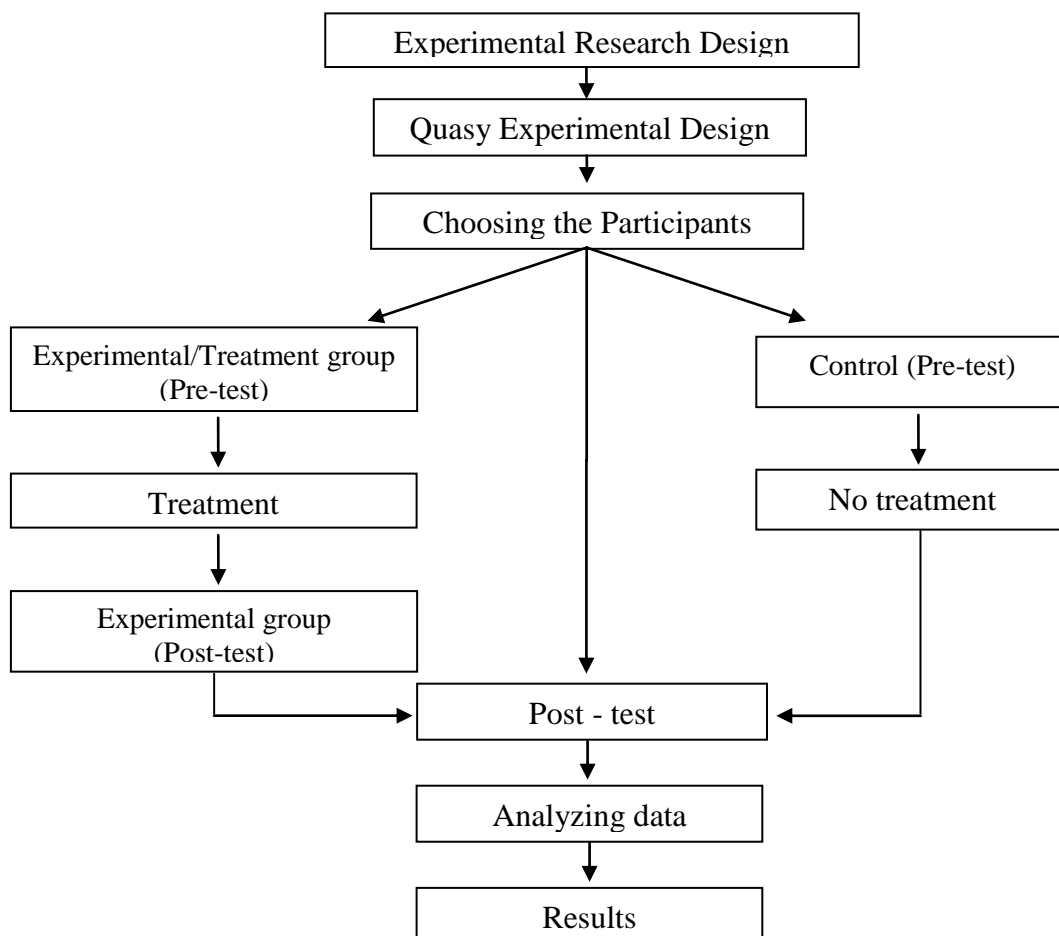 Experimental Research Design
Quasy Experimental Design
Choosing the Participants
Experimental/Treatment group
(Pre-test)
Control (Pre-test)
Treatment
No treatment
Experimental group
(Post-test)
Post - test
Analyzing data
Results